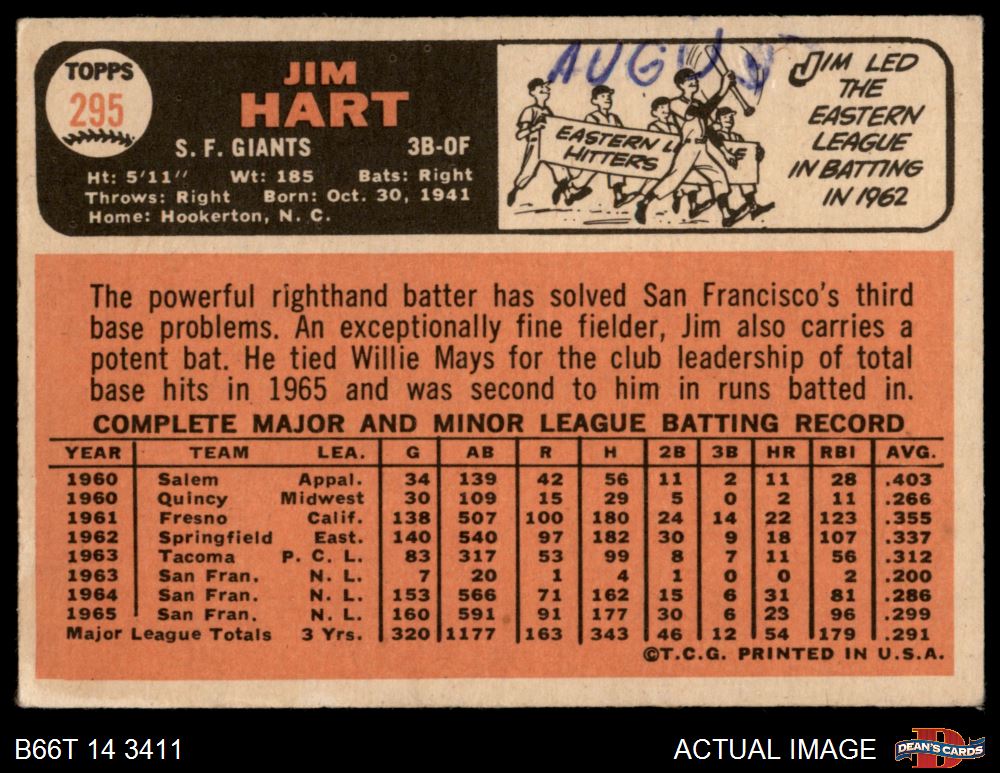 TOPPS
295
JIM
HART
S. F. GIANTS 3B-OF
Ht: 5'11" Wt: 185 Bats: Right
Throws: Right Born: Oct. 30, 1941
Home: Hookerton, N. C.
EASTERN L
HITTERS
JIM LED
THE
EASTERN
LEAGUE
IN BATTING
IN 1962
The powerful righthand batter has solved San Francisco's third
base problems. An exceptionally fine fielder, Jim also carries a
potent bat. He tied Willie Mays for the club leadership of total
base hits in 1965 and was second to him in runs batted in.
COMPLETE MAJOR AND MINOR LEAGUE BATTING RECORD
YEAR TEAM LEA. G AB R H 2B 3B HR RBI AVG.
1960 Salem Appal. 34 139 42 56 11 2 11 28 .403
1960 Quincy Midwest 30 109 15 29 5 0 2 11 .266
1961 Fresno Calif. 138 507 100 180 24 14 22 123 .355
1962 Springfield East. 140 540 97 182 30 9 18 107 .337
1963 Tacoma P. C. L. 83 317 53 99 8 7 11 56 .312
1963 San Fran. N. L. 7 20 1 4 1 0 0 2 .200
1964 San Fran. N. L. 153 566 71 162 15 6 31 81 .286
1965 San Fran. N. L. 160 591 91 177 30 6 23 96 .299
Major League Totals 3 Yrs. 320 1177 163 343 46 12 54 179 .291
©T.C.G. PRINTED IN U.S.A.
B66T 14 3411 ACTUAL IMAGE
DEAN'S CARDS